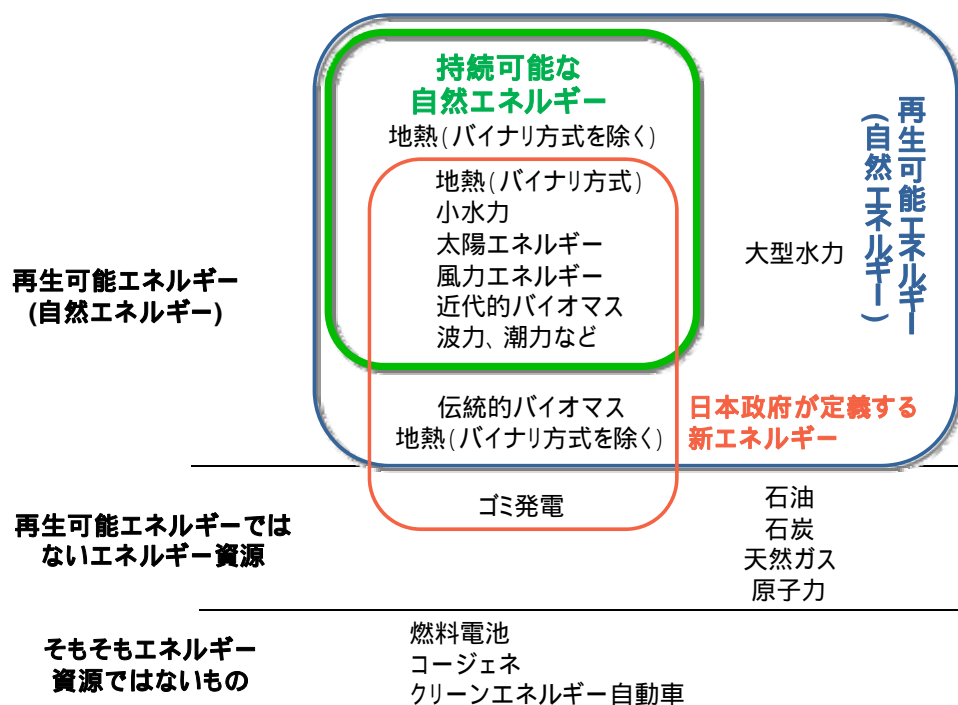 持続可能な
自然エネルギー
地熱(バイナリ方式を除く)
地熱(バイナリ方式)
小水力
太陽エネルギー
風力エネルギー
近代的バイオマス
波力、潮力など
大型水力
再生可能エネルギー
(自然エネルギー)
再生可能エネルギー
(自然エネルギー)
伝統的バイオマス
地熱(バイナリ方式を除く)
日本政府が定義する
新エネルギー
再生可能エネルギーでは
ないエネルギー資源
ゴミ発電
石油
石炭
天然ガス
原子力
そもそもエネルギー
資源ではないもの
燃料電池
コージェネ
クリーンエネルギー自動車